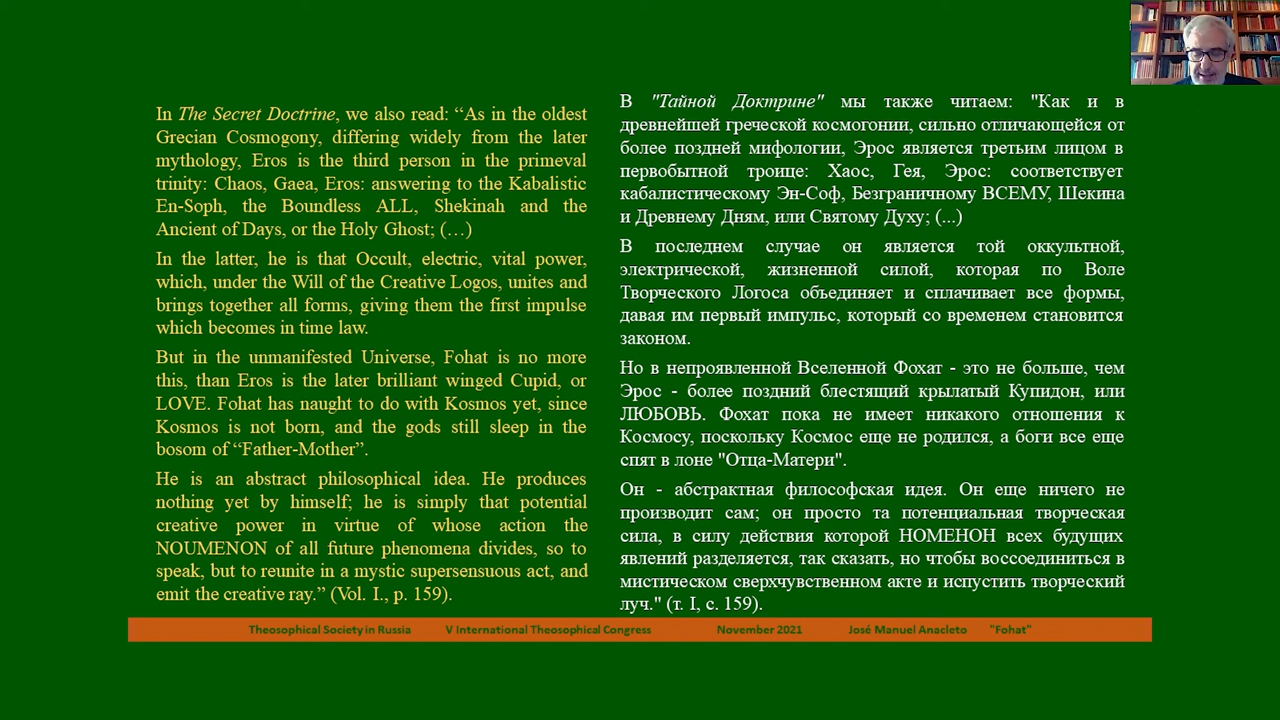 In The Secret Doctrine, we also read: “As in the oldest
Grecian Cosmogony, differing widely from the later
mythology, Eros is the third person in the primeval
trinity: Chaos, Gaea, Eros: answering to the Kabalistic
En-Soph, the Boundless ALL, Shekinah and the
Ancient of Days, or the Holy Ghost; (…)
In the latter, he is that Occult, electric, vital power,
which, under the Will of the Creative Logos, unites and
brings together all forms, giving them the first impulse
which becomes in time law.
But in the unmanifested Universe, Fohat is no more
this, than Eros is the later brilliant winged Cupid, or
LOVE. Fohat has naught to do with Kosmos yet, since
Kosmos is not born, and the gods still sleep in the
bosom of “Father-Mother”.
He is an abstract philosophical idea. He produces
nothing yet by himself; he is simply that potential
creative power in virtue of whose action the
NOUMENON of all future phenomena divides, so to
speak, but to reunite in a mystic supersensuous act, and
emit the creative ray.” (Vol. I., p. 159).
В "Тайной Доктрине" мы также читаем: "Как и в
древнейшей греческой космогонии, сильно отличающейся от
более поздней мифологии, Эрос является третьим лицом в
первобытной троице: Хаос, Гея, Эрос: соответствует
кабалистическому Эн-Соф, Безграничному ВСЕМУ, Шекина
и Древнему Дням, или Святому Духу; (...)
В последнем случае он является той оккультной,
электрической, жизненной силой, которая по Воле
Творческого Логоса объединяет и сплачивает все формы,
давая им первый импульс, который со временем становится
законом.
Но в непроявленной Вселенной Фохат - это не больше, чем
Эрос - более поздний блестящий крылатый Купидон, или
ЛЮБОВЬ. Фохат пока не имеет никакого отношения к
Космосу, поскольку Космос еще не родился, а боги все еще
спят в лоне "Отца-Матери".
Он - абстрактная философская идея. Он еще ничего не
производит сам; он просто та потенциальная творческая
сила, в силу действия которой НОМЕНОН всех будущих
явлений разделяется, так сказать, но чтобы воссоединиться в
мистическом сверхчувственном акте и испустить творческий
луч." (т. I, с. 159).
Theosophical Society in Russia V International Theosophical Congress November 2021 José Manuel Anacleto "Fohat"